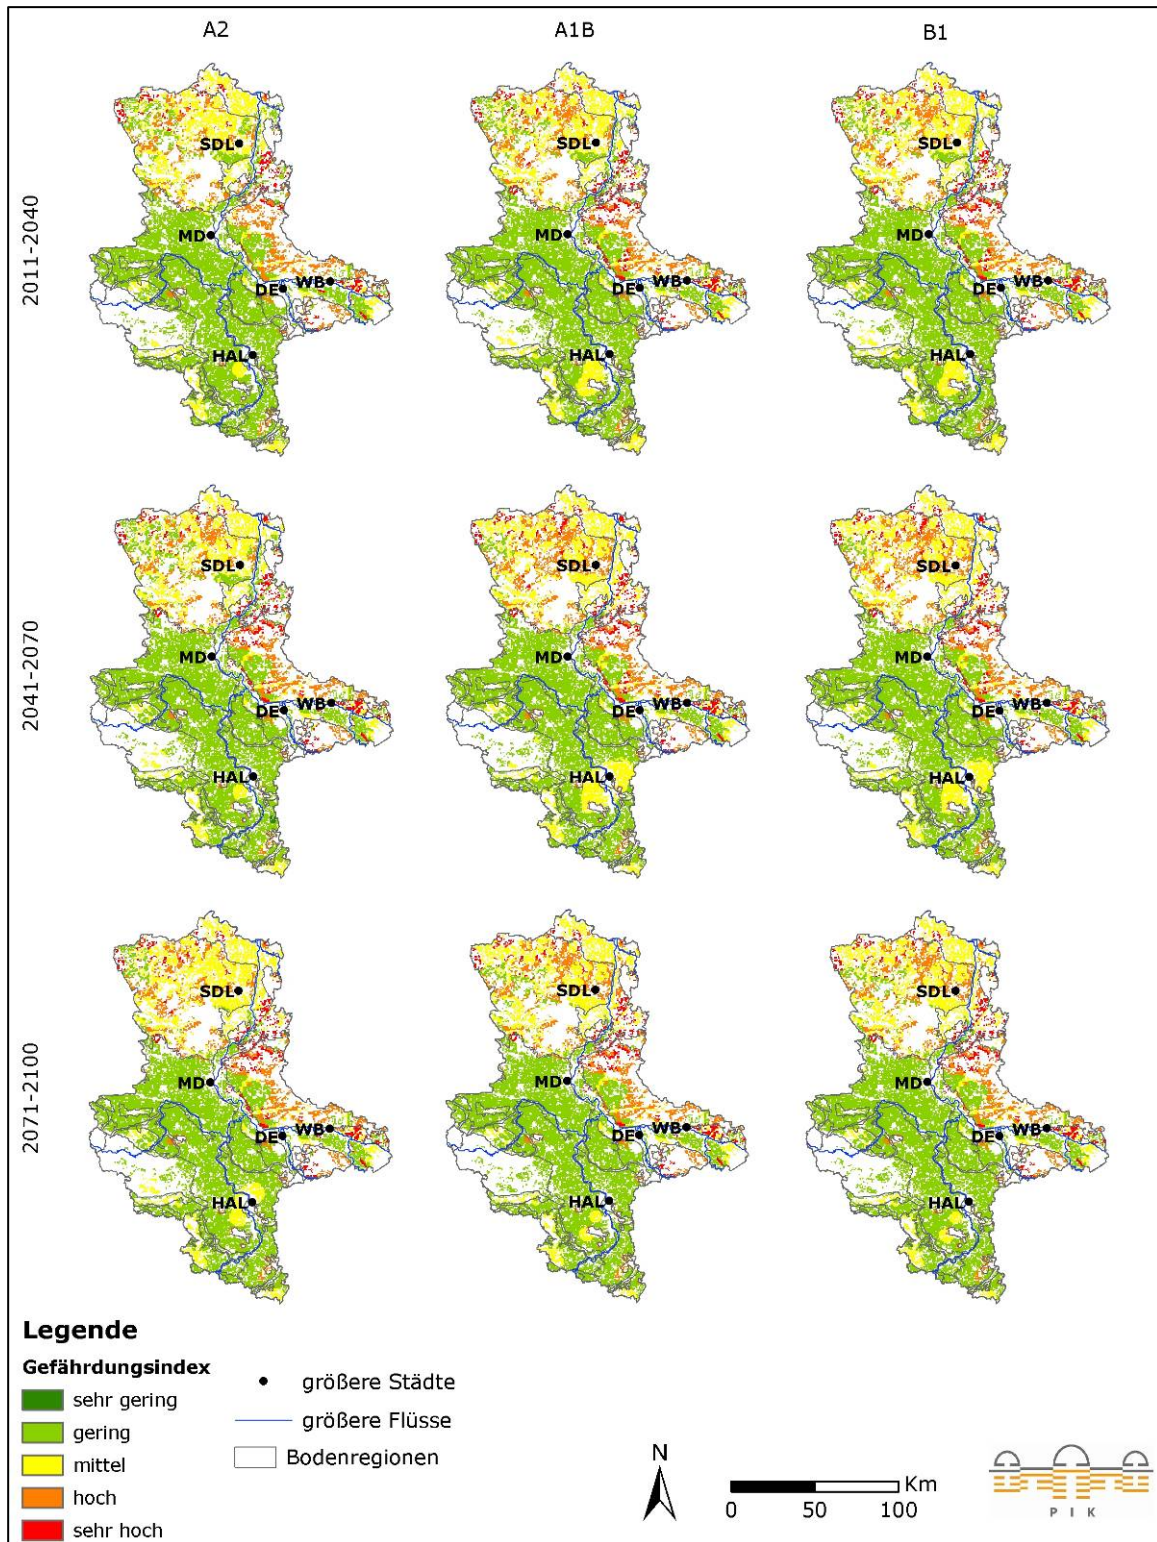 A2 A1B B1
2011-2040
SDL SDL SDL
MD MD MD
DE WB DE WB DE WB
HAL HAL HAL
2041-2070
SDL SDL SDL
MD MD MD
DE WB DE WB DE WB
HAL HAL HAL
2071-2100
SDL SDL SDL
MD MD MD
DE WB DE WB DE WB
HAL HAL HAL
Legende
Gefährdungsindex
sehr gering
gering
mittel
hoch
sehr hoch
größere Städte
größere Flüsse
Bodenregionen
N
Km
0 50 100
PIK